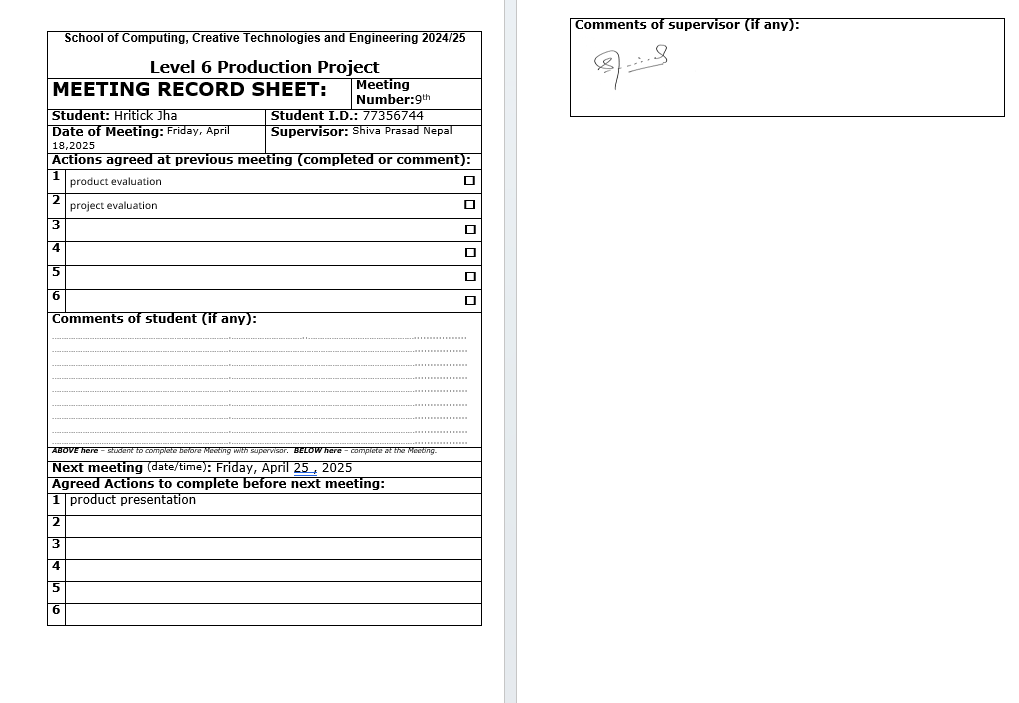 School of Computing, Creative Technologies and Engineering 2024/25
Level 6 Production Project
MEETING RECORD SHEET:
Meeting
Number:9th
Student: Hritick Jha
Student I.D.: 77356744
Date of Meeting: Friday, April
18,2025
Supervisor: Shiva Prasad Nepal
Actions agreed at previous meeting (completed or comment):
1 product evaluation ☐
2 project evaluation ☐
3 ☐
4 ☐
5 ☐
6 ☐
Comments of student (if any):
ABOVE here – student to complete before Meeting with supervisor. BELOW here – complete at the Meeting.
Next meeting (date/time): Friday, April 25 , 2025
Agreed Actions to complete before next meeting:
1 product presentation
2
3
4
5
6
Comments of supervisor (if any):